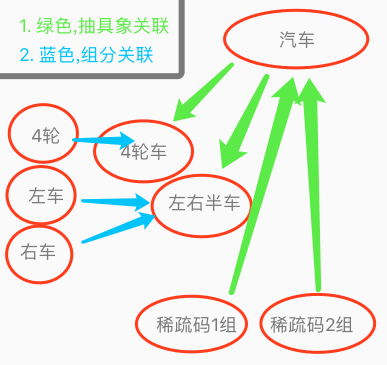 1. 绿色,抽具象关联
2. 蓝色,组分关联
汽车
4轮
4轮车
左车
左右半车
右车
稀疏码1组
稀疏码2组